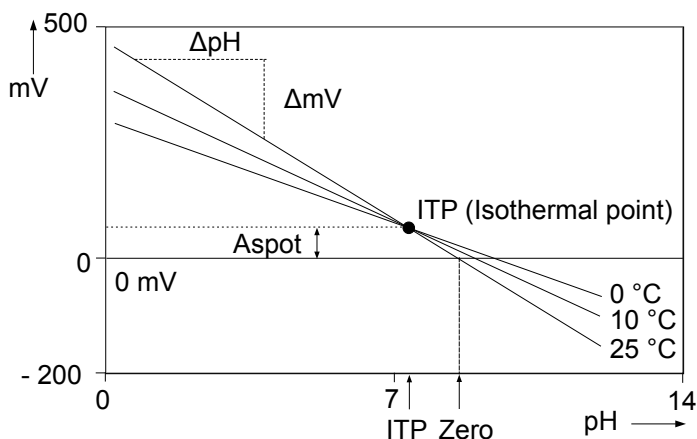 500
mV
ΔpH
ΔmV
ITP (Isothermal point)
Aspot
0
0 mV
0 °C
10 °C
25 °C
- 200
0
7
14
ITP
Zero
pH